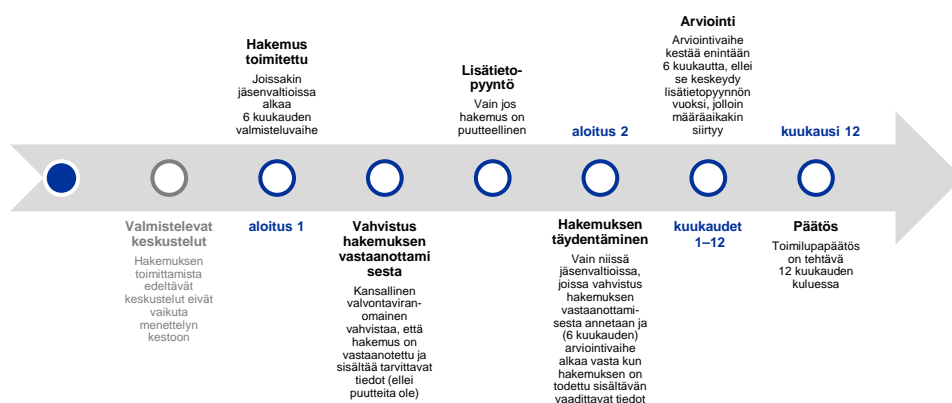 Hakemus
toimitettu
Joissakin
jäsenvaltioissa
alkaa
6 kuukauden
valmisteluvaihe
Lisätieto-
pyyntö
Vain jos
hakemus on
puutteellinen
aloitus 2
Arviointi
Arviointivaihe
kestää enintään
6 kuukautta, ellei
se keskeydy
lisätietopyynnön
vuoksi, jolloin
määräaikakin
siirtyy
kuukausi 12
Valmistelevat
keskustelut
Hakemuksen
toimittamista
edeltävät
keskustelut eivät
vaikuta
menettelyn
kestoon
aloitus 1
Vahvistus
hakemuksen
vastaanottami
sesta
Kansallinen
valvontaviran-
omainen
vahvistaa, että
hakemus on
vastaanotettu ja
sisältää tarvittavat
tiedot (ellei
puutteita ole)
Hakemuksen
täydentäminen
Vain niissä
jäsenvaltioissa,
joissa vahvistus
hakemuksen
vastaanottami-
sesta annetaan ja
(6 kuukauden)
arviointivaihe
alkaa vasta kun
hakemuksen on
todettu sisältävän
vaadittavat tiedot
kuukaudet
1–12
Päätös
Toimilupapäätös
on tehtävä
12 kuukauden
kuluessa